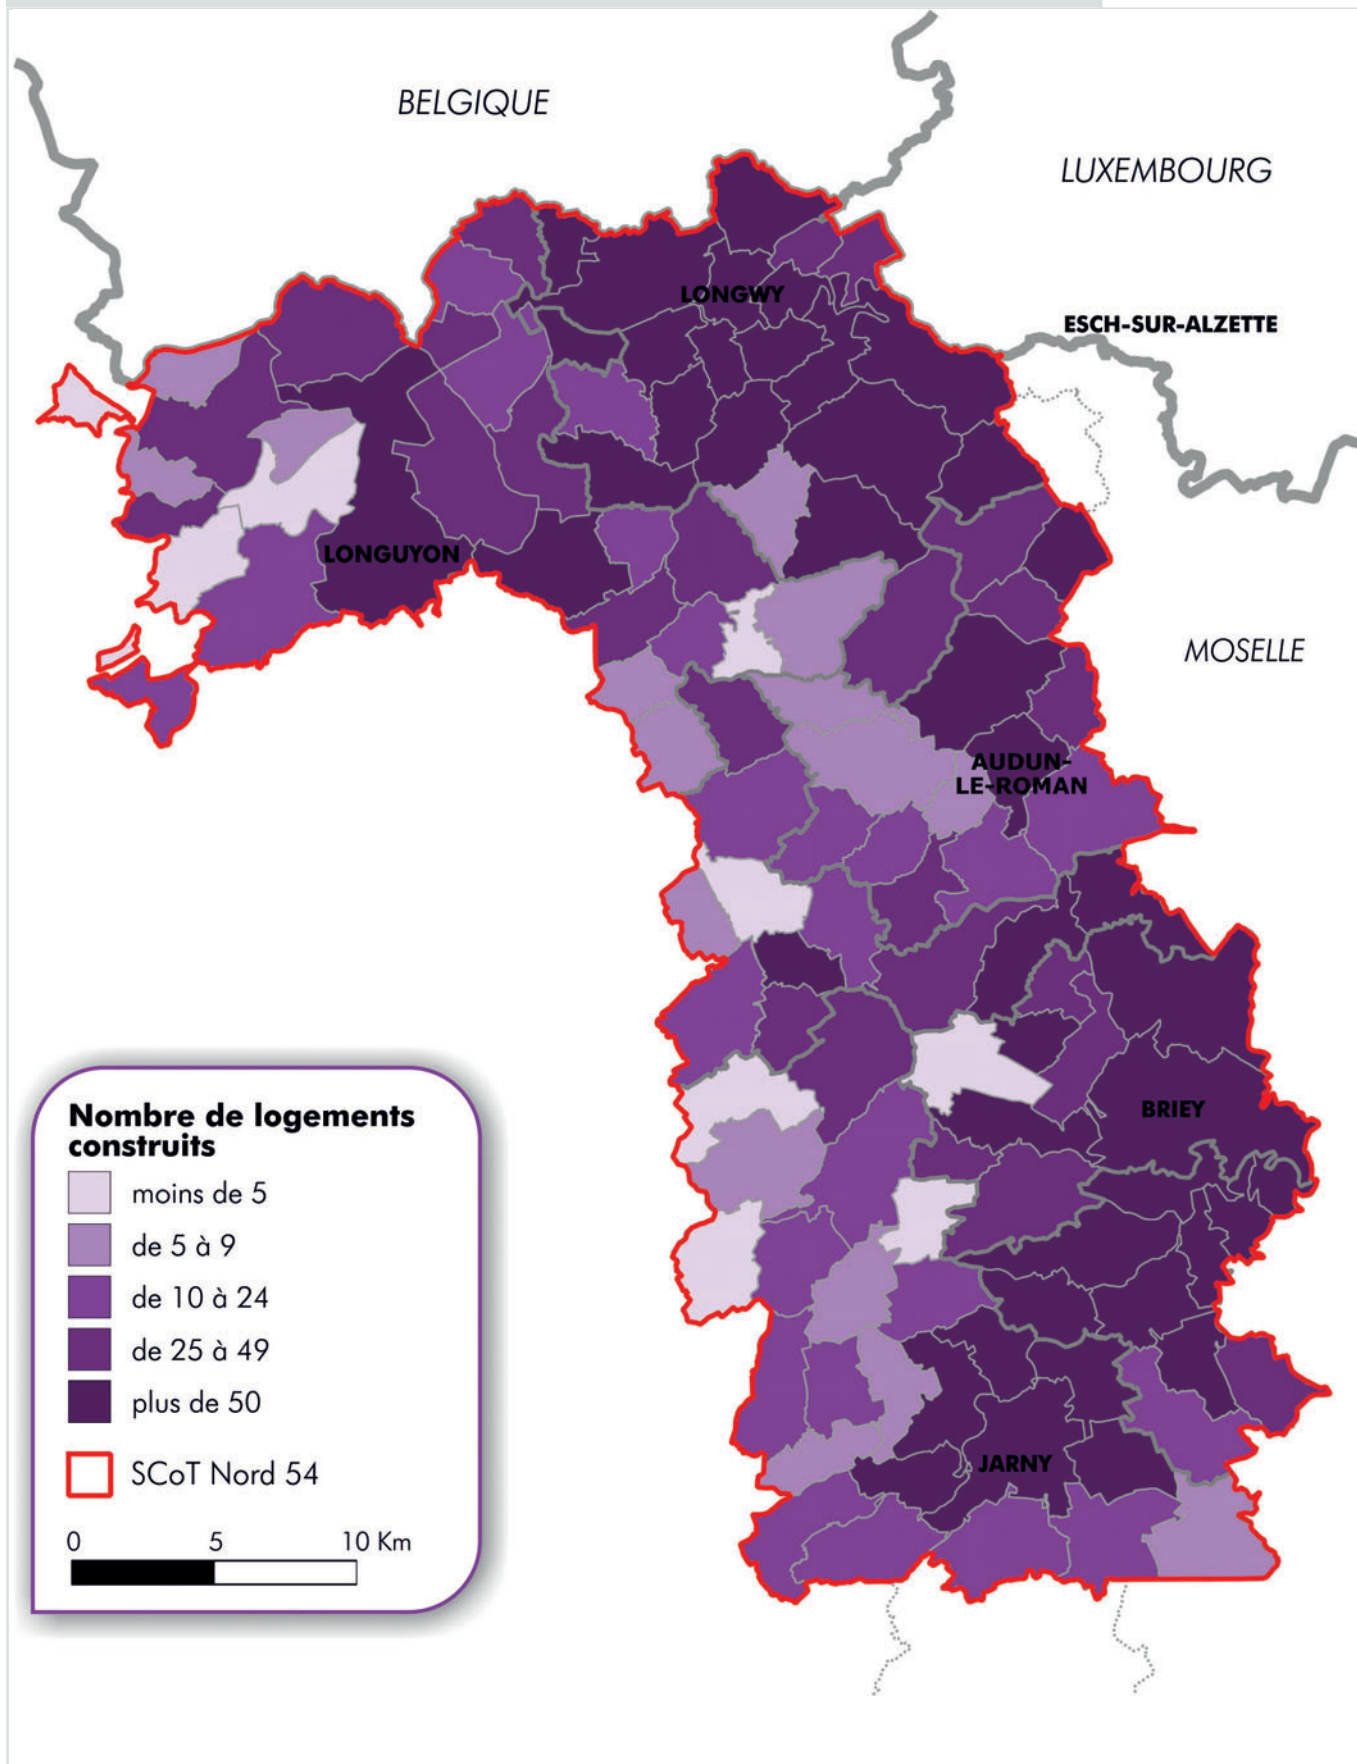 BELGIQUE
LUXEMBOURG
LONGWY
ESCH-SUR-ALZETTE
LONGUYON
MOSELLE
AUDUN-
LE-ROMAN
BRIEY
JARNY
Nombre de logements
construits
moins de 5
de 5 à 9
de 10 à 24
de 25 à 49
plus de 50
SCoT Nord 54
0 5 10 Km